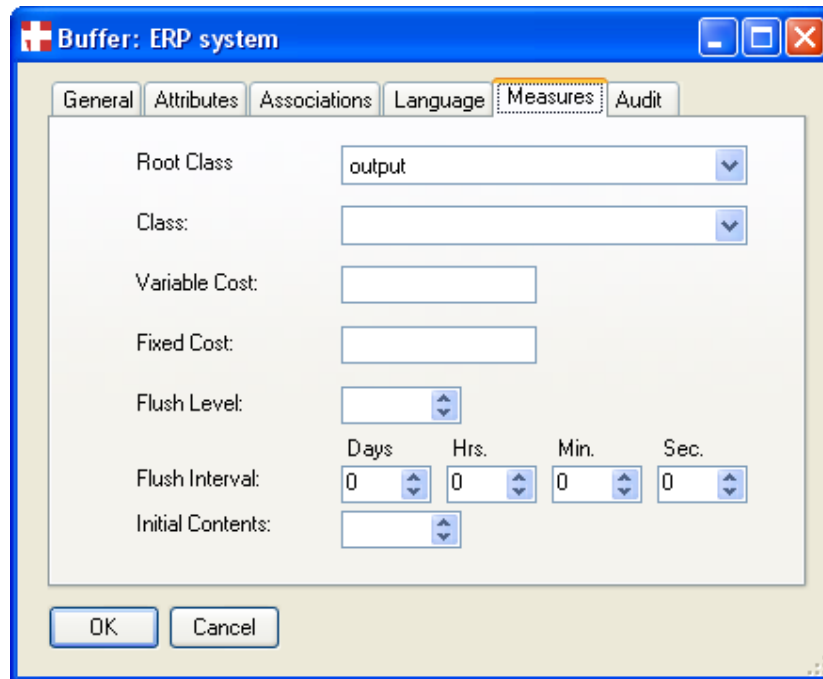 Buffer: ERP system
General Attributes Associations Language Measures Audit
Root Class output
Class:
Variable Cost:
Fixed Cost:
Flush Level:
Days Hrs. Min. Sec.
Flush Interval: 0 0 0 0
Initial Contents:
OK Cancel